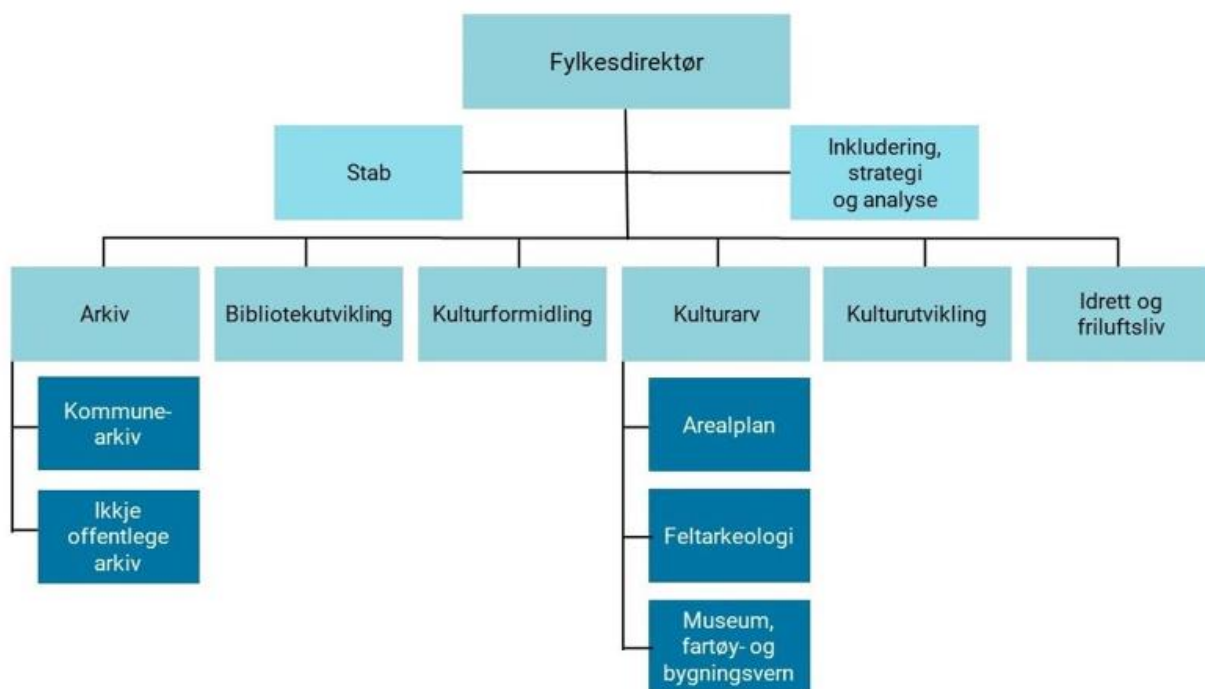 Fylkesdirektør
Stab
Inkludering,
strategi
og analyse
Arkiv
Bibliotekutvikling
Kulturformidling
Kulturarv
Kulturutvikling
Idrett og
friluftsliv
Kommune-
arkiv
Ikkje
offentlege
arkiv
Arealplan
Feltarkeologi
Museum,
fartøy- og
bygningsvern